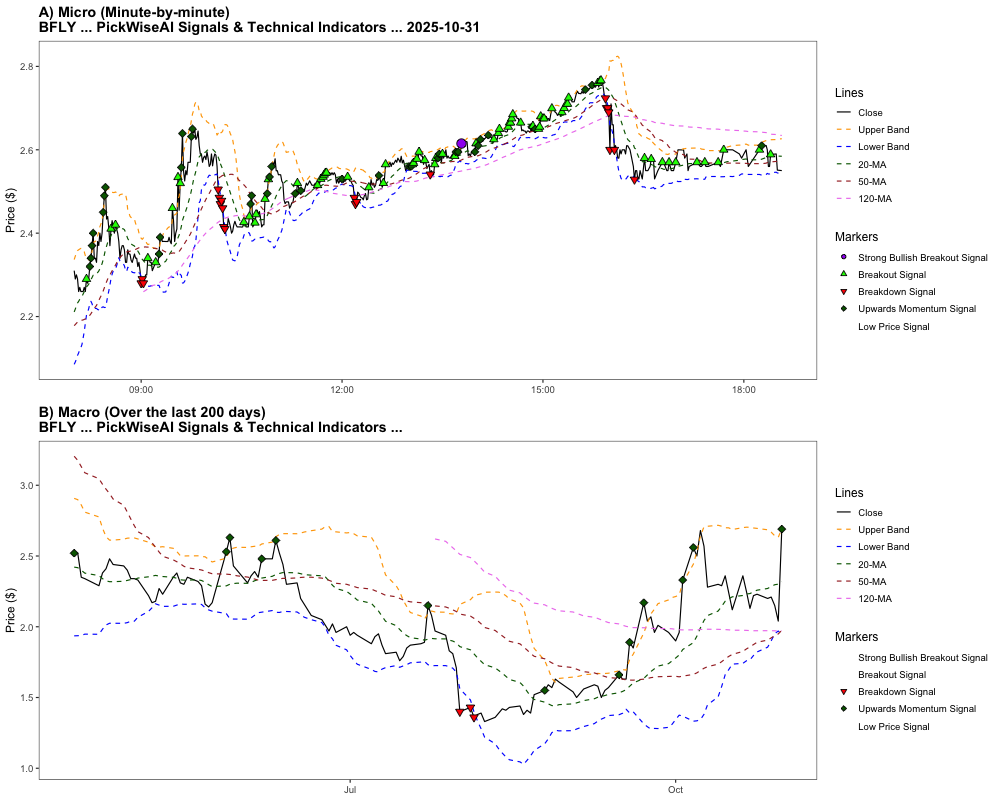 A) Micro (Minute-by-minute)
BFLY ... PickWiseAI Signals & Technical Indicators ... 2025-10-31
Price ($)
2.8
2.6
2.4
2.2
09:00
12:00
15:00
18:00
Lines
Close
Upper Band
Lower Band
20-MA
50-MA
120-MA
Markers
Strong Bullish Breakout Signal
Breakout Signal
Breakdown Signal
Upwards Momentum Signal
Low Price Signal
B) Macro (Over the last 200 days)
BFLY ... PickWiseAI Signals & Technical Indicators ...
Price ($)
3.0
2.5
2.0
1.5
1.0
Jul
Oct
Lines
Close
Upper Band
Lower Band
20-MA
50-MA
120-MA
Markers
Strong Bullish Breakout Signal
Breakout Signal
Breakdown Signal
Upwards Momentum Signal
Low Price Signal